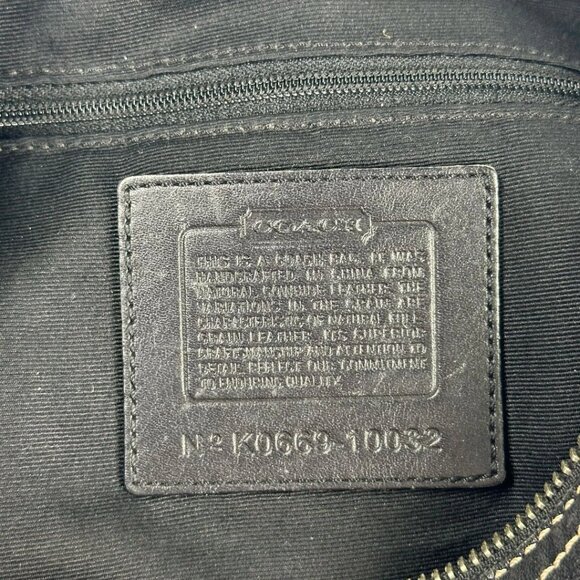 COACH
THIS IS A COACH BAG. IT WAS
HANDCRAFTED IN CHINA FROM
NATURAL COWHIDE LEATHER. THE
VARIATIONS IN THE GRAIN ARE
CHARACTERISTIC OF NATURAL FULL
GRAIN LEATHER. ITS SUPERIOR
CRAFTSMANSHIP AND ATTENTION TO
DETAIL REFLECT OUR COMMITMENT
TO ENDURING QUALITY.
Nº K0669-10032